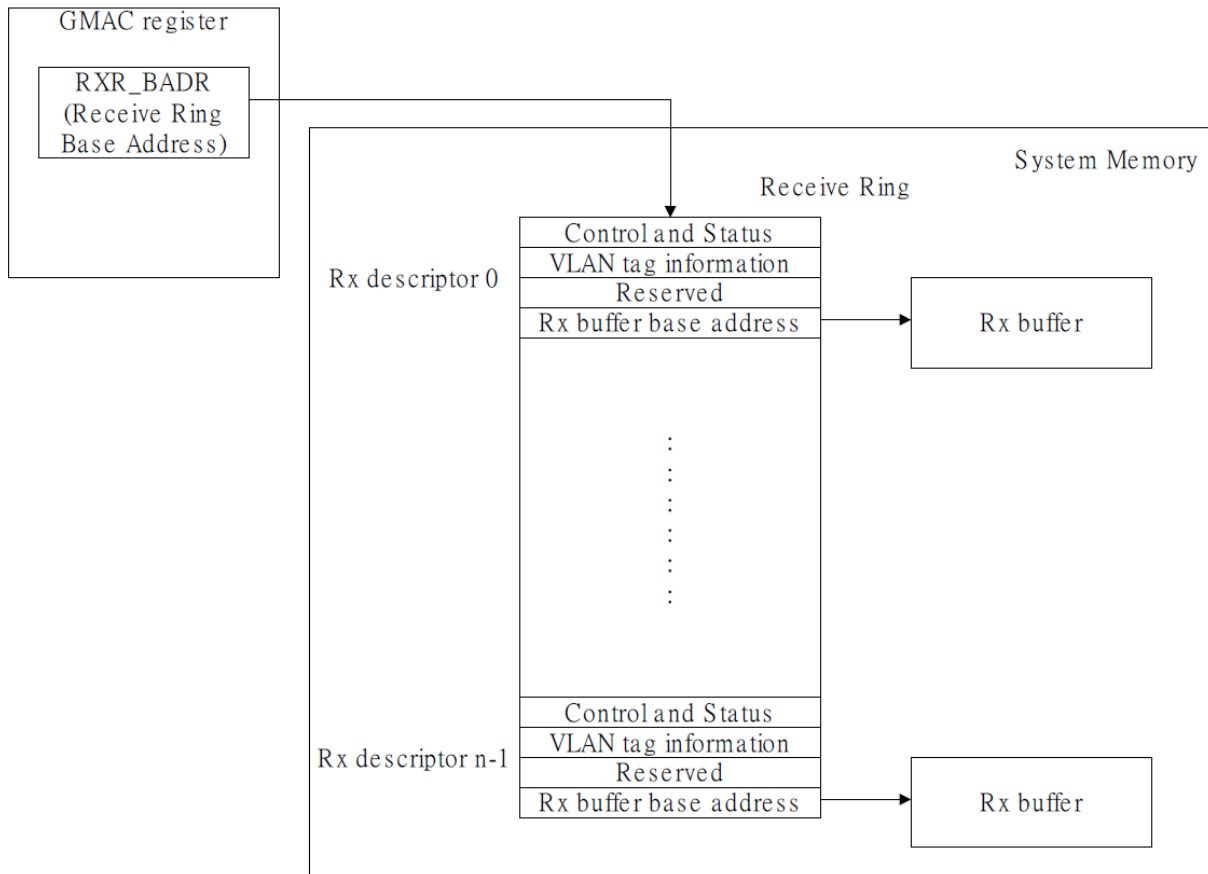 GMAC register
RXR_BADR
(Receive Ring
Base Address)
System Memory
Receive Ring
Rx descriptor 0
Control and Status
VLAN tag information
Reserved
Rx buffer base address
Rx buffer
Rx descriptor n-1
Control and Status
VLAN tag information
Reserved
Rx buffer base address
Rx buffer